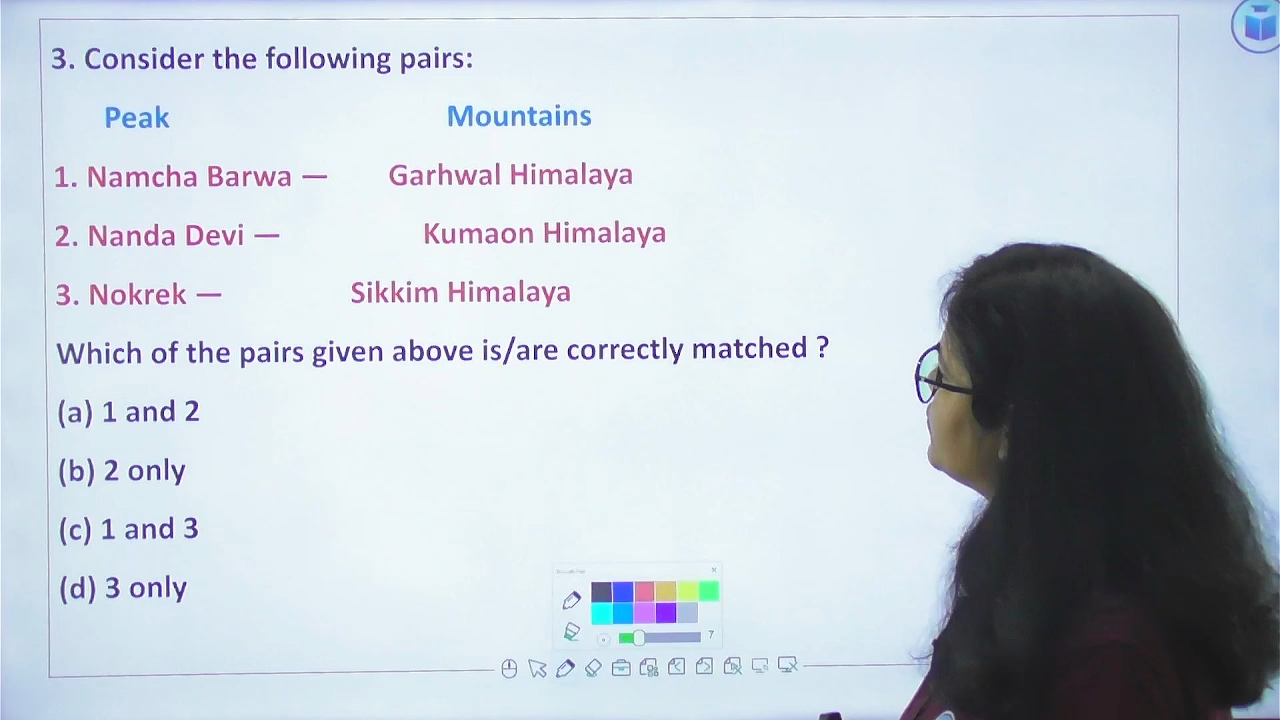 3. Consider the following pairs:
Peak Mountains
1. Namcha Barwa — Garhwal Himalaya
2. Nanda Devi — Kumaon Himalaya
3. Nokrek — Sikkim Himalaya
Which of the pairs given above is/are correctly matched ?
(a) 1 and 2
(b) 2 only
(c) 1 and 3
(d) 3 only
7